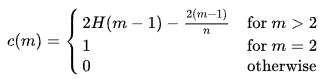 2H(m − 1) − 2(m−1)/n for m > 2
c(m) = { 1 for m = 2
0 otherwise